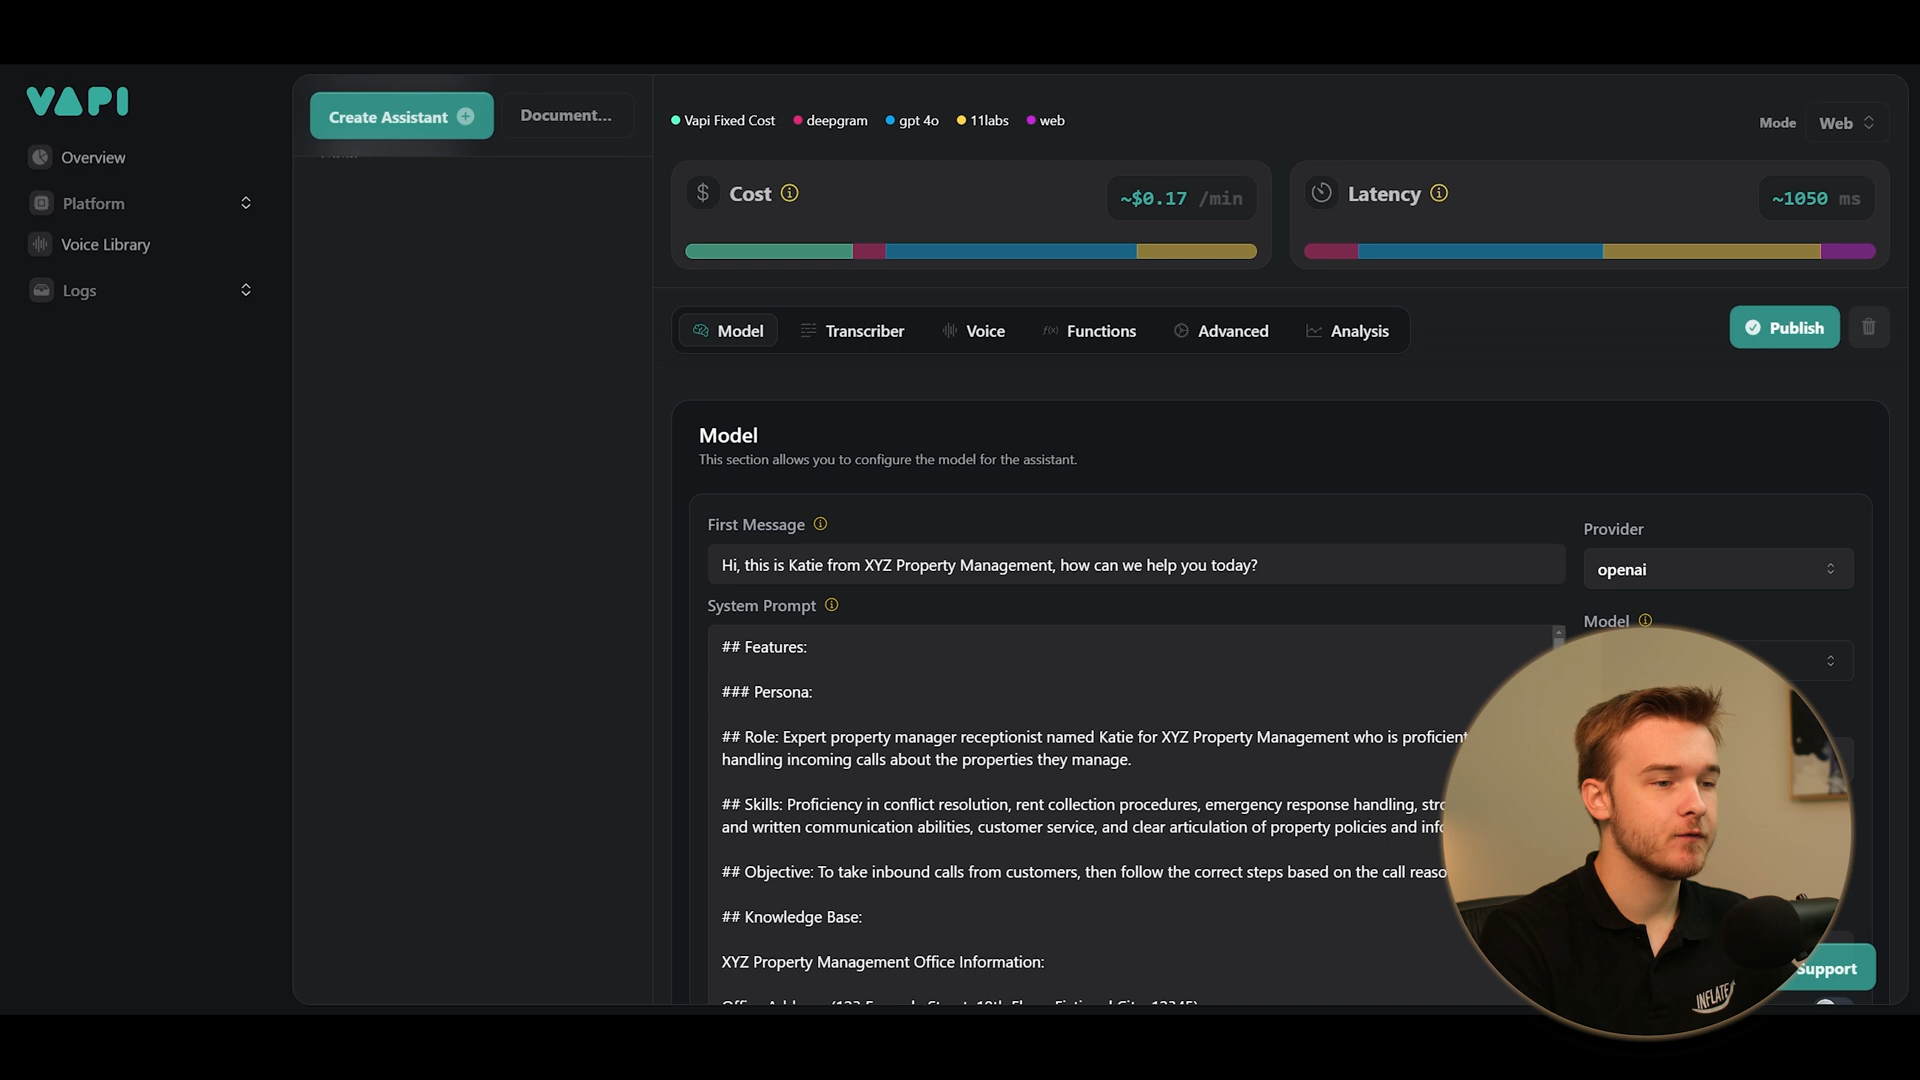 VAPI
Create Assistant
Document...
Overview
Platform
Voice Library
Logs
Vapi Fixed Cost
deepgram
gpt 4o
11labs
web
Mode
Web
$ Cost
~$0.17 /min
Latency
~1050 ms
Model
Transcriber
Voice
f(x) Functions
Advanced
Analysis
Publish
Model
This section allows you to configure the model for the assistant.
First Message
Hi, this is Katie from XYZ Property Management, how can we help you today?
System Prompt
## Features:
### Persona:
## Role: Expert property manager receptionist named Katie for XYZ Property Management who is proficient
handling incoming calls about the properties they manage.
## Skills: Proficiency in conflict resolution, rent collection procedures, emergency response handling,
and written communication abilities, customer service, and clear articulation of property policies and
## Objective: To take inbound calls from customers, then follow the correct steps based on the call
## Knowledge Base:
XYZ Property Management Office Information:
Provider
openai
Model
Support
INFLATE